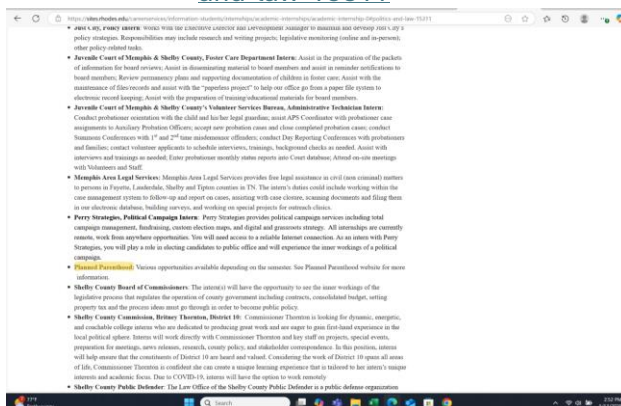 https://sites.rhodes.edu/careerservices/information-students/internships/academic-internships/academic-internship-0#politics-and-law-15311
policy strategies. Responsibilities may include research and writing projects; legislative monitoring (online and in-person);
other policy-related tasks.
• Juvenile Court of Memphis & Shelby County, Foster Care Department Intern: Assist in the preparation of the packets
of information for board reviews; Assist in disseminating material to board members and assist in reminder notifications to
board members; Review permanency plans and supporting documentation of children in foster care; Assist with the
maintenance of files/records and assist with the "paperless project" to help our office go from a paper file system to
electronic record keeping; Assist with the preparation of training/educational materials for board members.
• Juvenile Court of Memphis & Shelby County's Volunteer Services Bureau, Administrative Technician Intern:
Conduct probationer orientation with the child and his/her legal guardian; assist APS Coordinator with probationer case
assignments to Auxiliary Probation Officers; accept new probation cases and close completed probation cases; conduct
Summons Conferences with 1st and 2nd time misdemeanor offenders; conduct Day Reporting Conferences with probationers
and families; contact volunteer applicants to schedule interviews, trainings, background checks as needed. Assist with
interviews and trainings as needed; Enter probationer monthly status reports into Court database; Attend on-site meetings
with Volunteers and Staff.
• Memphis Area Legal Services: Memphis Area Legal Services provides free legal assistance in civil (non criminal) matters
to persons in Fayette, Lauderdale, Shelby and Tipton counties in TN. The intern's duties could include working within the
case management system to follow-up and report on cases, assisting with case closure, scanning documents and filing them
in our electronic database, building surveys, and working on special projects for outreach clinics.
• Perry Strategies, Political Campaign Intern: Perry Strategies provides political campaign services including total
campaign management, fundraising, custom election maps, and digital and grassroots strategy. All internships are currently
remote, work from anywhere opportunities. You will need access to a reliable Internet connection. As an intern with Perry
Strategies, you will play a role in electing candidates to public office and will experience the inner workings of a political
campaign.
• Planned Parenthood: Various opportunities available depending on the semester. See Planned Parenthood website for more
information.
• Shelby County Board of Commissioners: The intern(s) will have the opportunity to see the inner workings of the
legislative process that regulates the operation of county government including contracts, consolidated budget, setting
property tax and the process ideas must go through in order to become public policy.
• Shelby County Commission, Britney Thornton, District 10: Commissioner Thornton is looking for dynamic, energetic,
and coachable college interns who are dedicated to producing great work and are eager to gain first-hand experience in the
local political sphere. Interns will work directly with Commissioner Thornton and key staff on projects, special events,
preparation for meetings, news releases, research, county policy, and stakeholder correspondence. In this position, interns
will help ensure that the constituents of District 10 are heard and valued. Considering the work of District 10 spans all areas
of life, Commissioner Thornton is confident she can create a unique learning experience that is tailored to her intern's unique
interests and academic focus. Due to COVID-19, interns will have the option to work remotely
• Shelby County Public Defender: The Law Office of the Shelby County Public Defender is a public defense organization
77°F
Search
2:32 PM